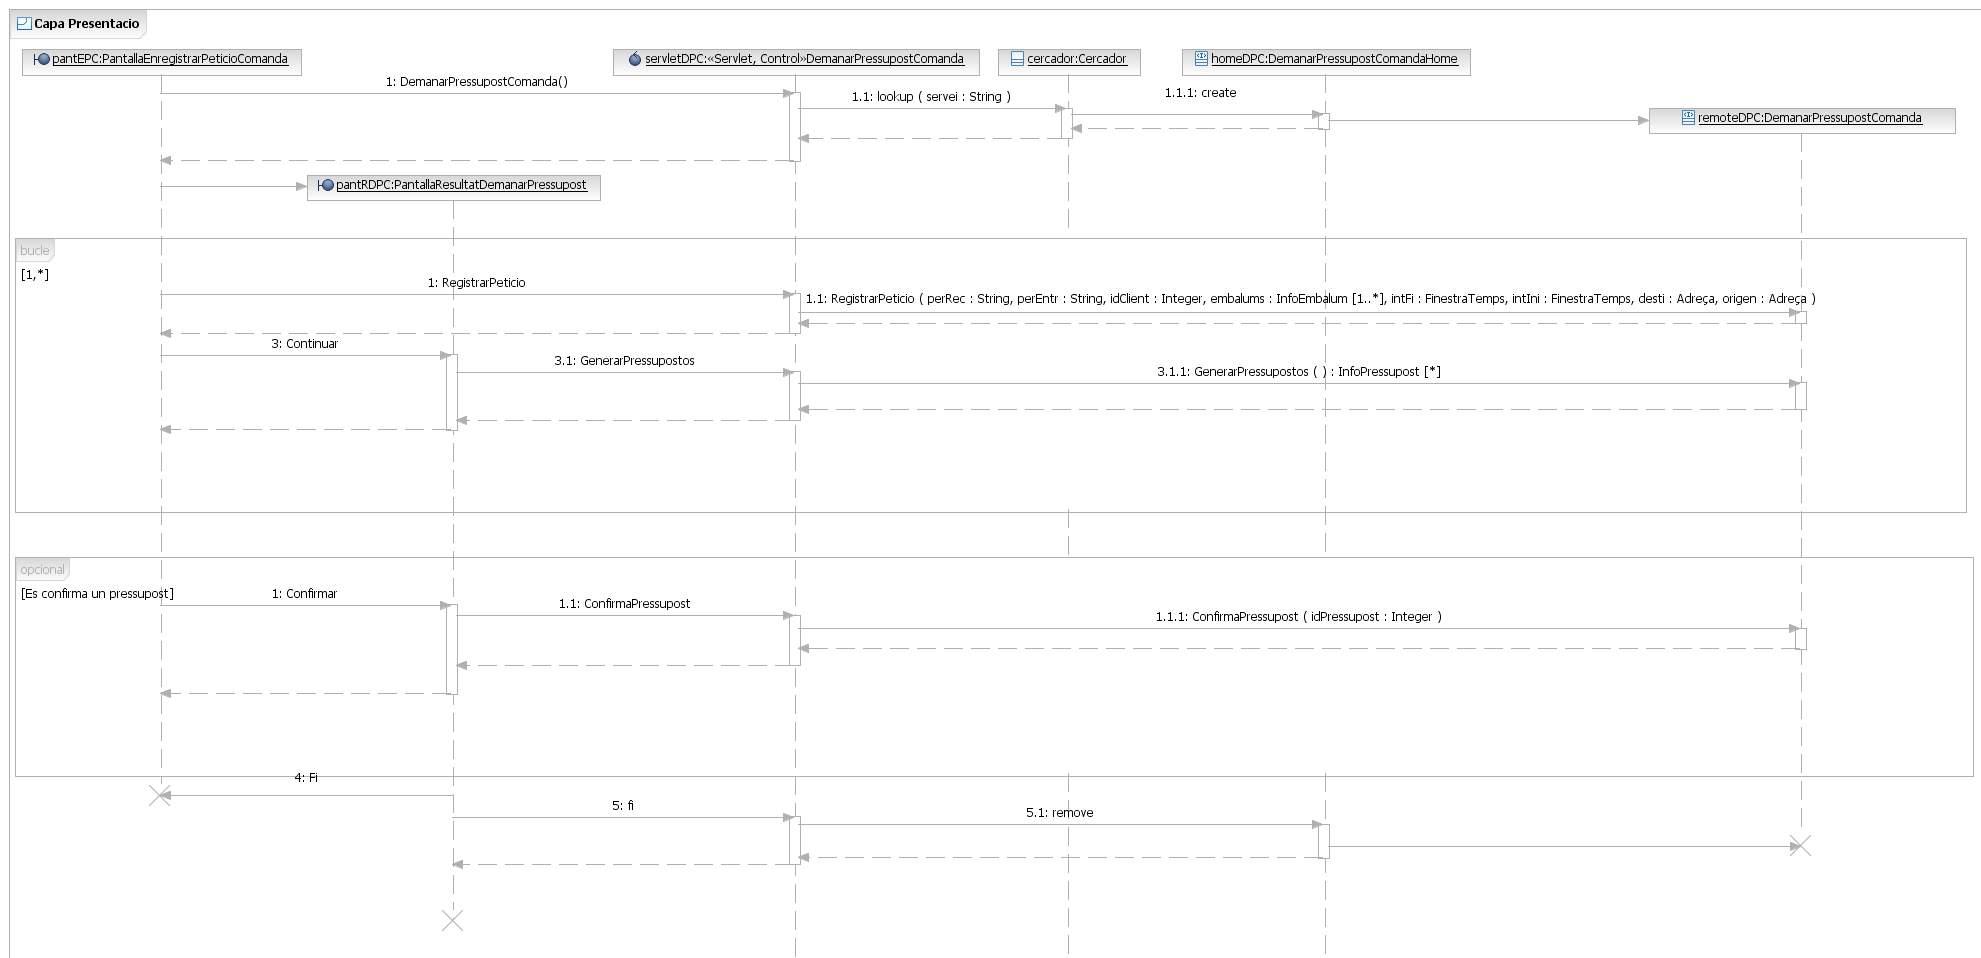 Capa Presentacio
pantEPC:PantallaEnregistrarPeticioComanda
servletDPC:«Servlet, Control»DemanarPressupostComanda
cercador:Cercador
homeDPC:DemanarPressupostComandaHome
1: DemanarPressupostComanda()
1.1: lookup ( servei : String )
1.1.1: create
remoteDPC:DemanarPressupostComanda
pantRDPC:PantallaResultatDemanarPressupost
bucle
[1,*]
1: RegistrarPeticio
1.1: RegistrarPeticio ( perRec : String, perEntr : String, idClient : Integer, embalums : InfoEmbalum [1..*], intFi : FinestraTemps, intIni : FinestraTemps, desti : Adreça, origen : Adreça )
3: Continuar
3.1: GenerarPressupostos
3.1.1: GenerarPressupostos ( ) : InfoPressupost [*]
opcional
[Es confirma un pressupost]
1: Confirmar
1.1: ConfirmaPressupost
1.1.1: ConfirmaPressupost ( idPressupost : Integer )
4: Fi
5: fi
5.1: remove